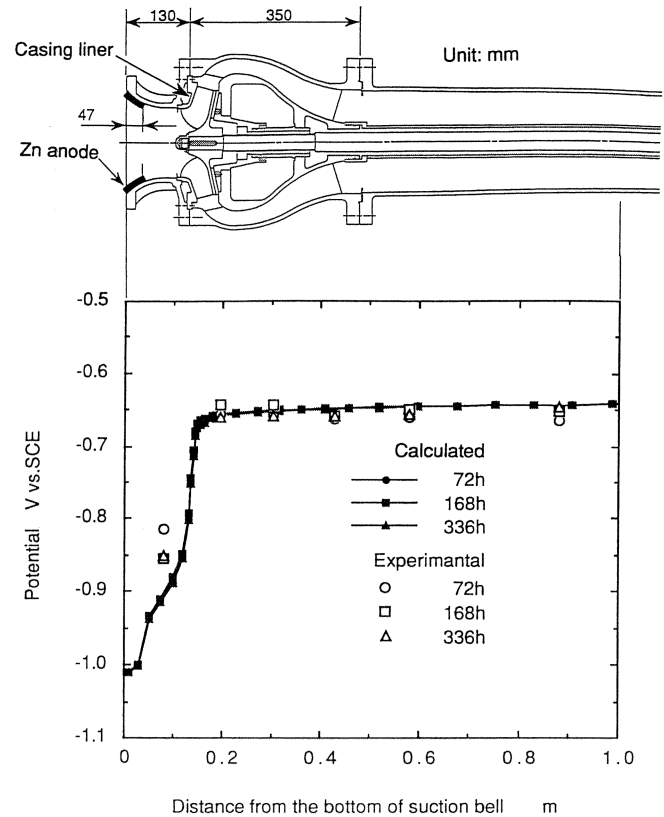 130
350
Casing liner
Unit: mm
47
Zn anode
-0.5
-0.6
-0.7
-0.8
-0.9
-1.0
-1.1
Potential V vs.SCE
Calculated
72h
168h
336h
Experimantal
72h
168h
336h
0 0.2 0.4 0.6 0.8 1.0
Distance from the bottom of suction bell m